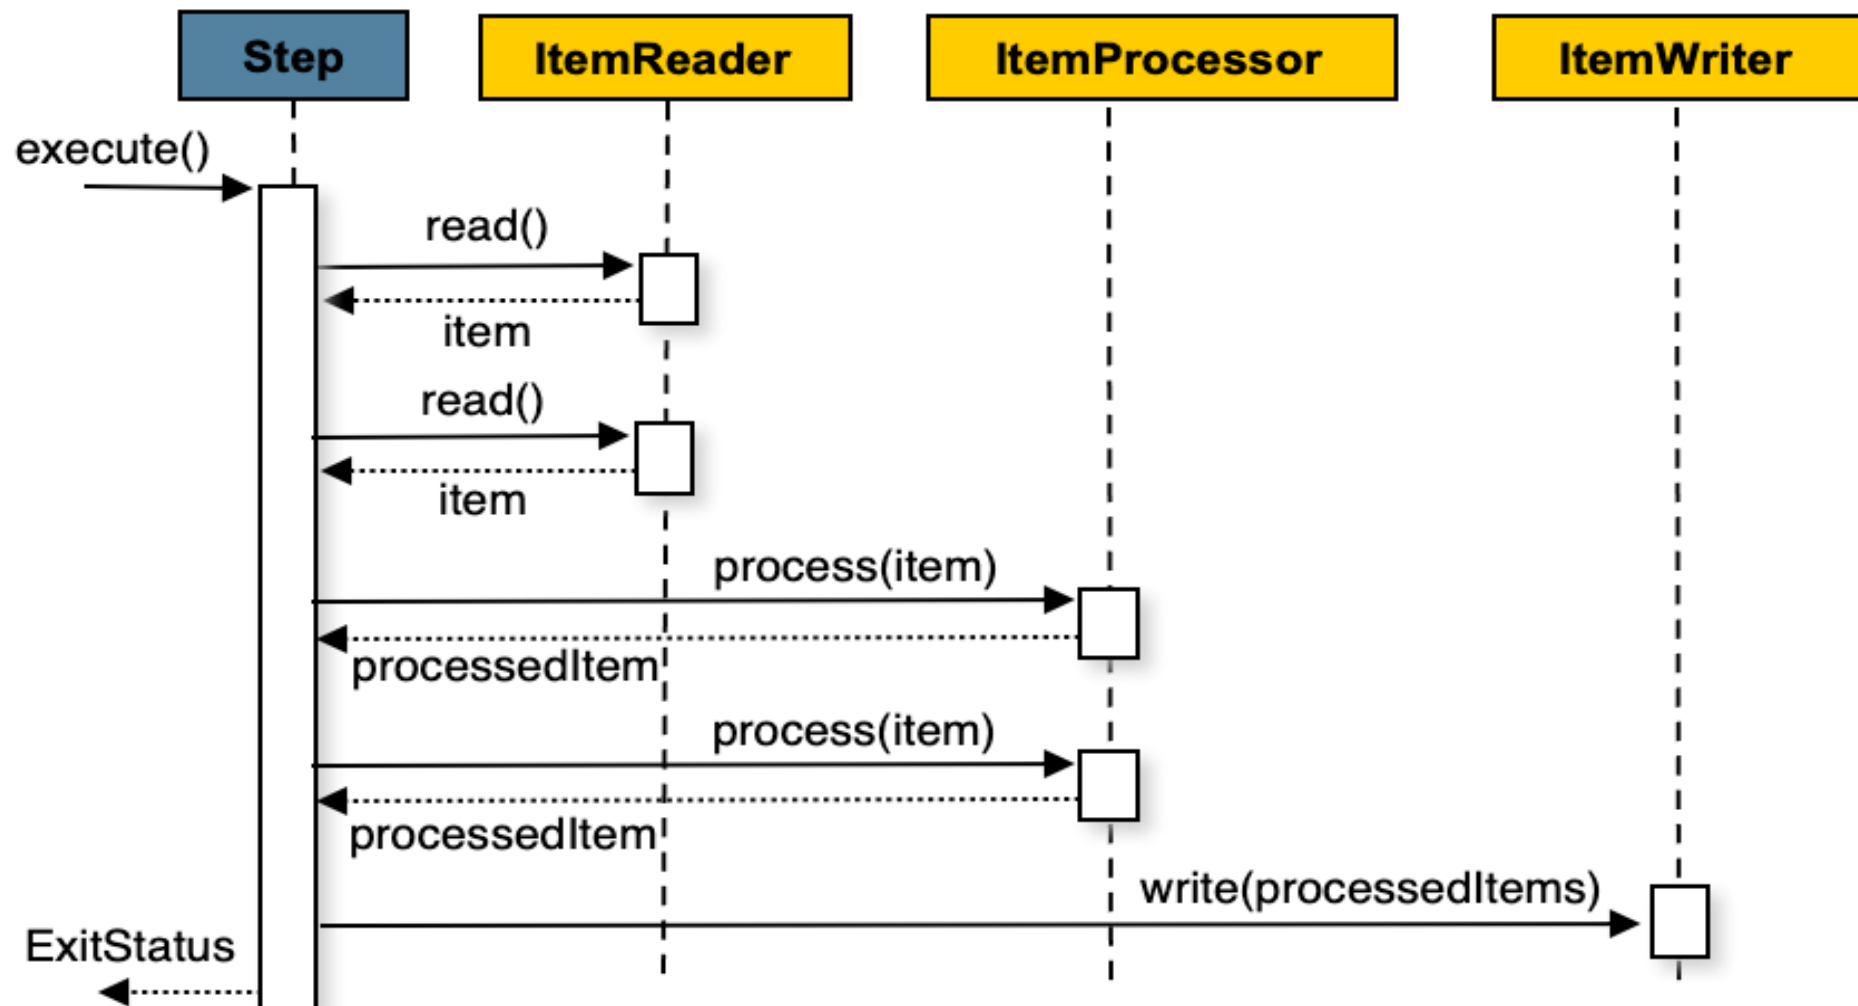 Step
ItemReader
ItemProcessor
ItemWriter
execute()
read()
item
read()
item
process(item)
processedItem
process(item)
processedItem
write(processedItems)
ExitStatus